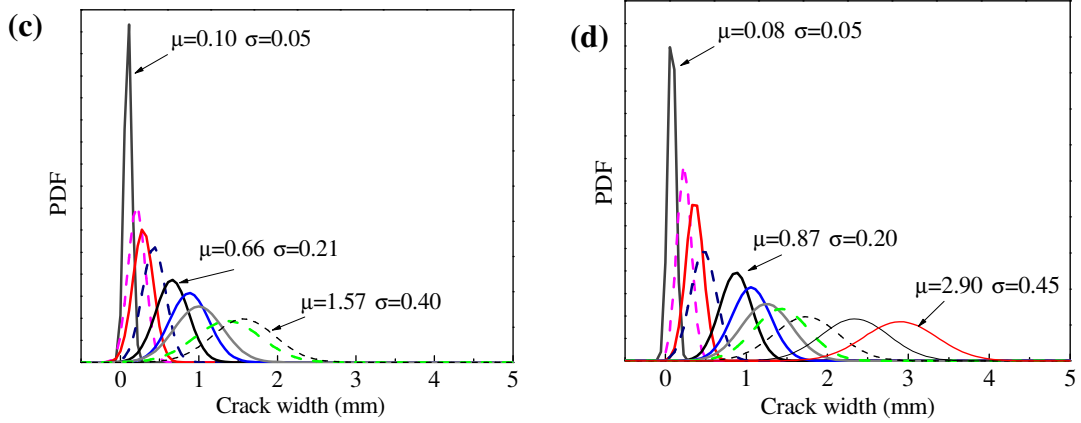 (c)
μ=0.10 σ=0.05
μ=0.66 σ=0.21
μ=1.57 σ=0.40
PDF
0 1 2 3 4 5
Crack width (mm)
(d)
μ=0.08 σ=0.05
μ=0.87 σ=0.20
μ=2.90 σ=0.45
PDF
0 1 2 3 4 5
Crack width (mm)